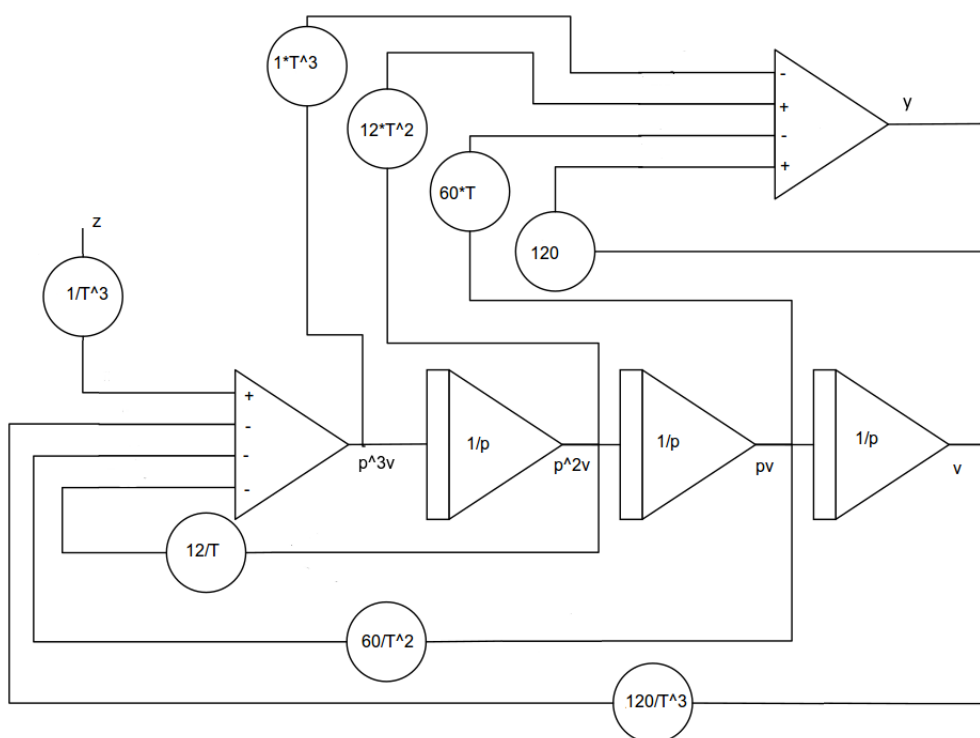 1*T^3
-
12*T^2
+
y
-
60*T
+
z
120
1/T^3
+
-
1/p
1/p
1/p
-
p^3v
p^2v
pv
v
-
12/T
60/T^2
120/T^3